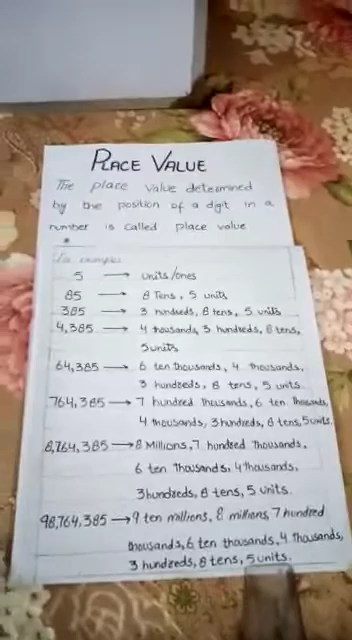 PLACE VALUE
The place value determined
by the position of a digit in a
number is called place value
For example
5 → units/ones
85 → 8 Tens, 5 units
385 → 3 hundreds, 8 tens, 5 units
4,385 → 4 thousands, 3 hundreds, 8 tens,
5 units
64,385 → 6 ten thousands, 4 thousands,
3 hundreds, 8 tens, 5 units.
764,385 → 7 hundred thousands, 6 ten thousands,
4 thousands, 3 hundreds, 8 tens, 5 units.
8,764,385 → 8 Millions, 7 hundred thousands,
6 ten thousands, 4 thousands,
3 hundreds, 8 tens, 5 units.
98,764,385 → 9 ten millions, 8 millions, 7 hundred
thousands, 6 ten thousands, 4 thousands,
3 hundreds, 8 tens, 5 units.